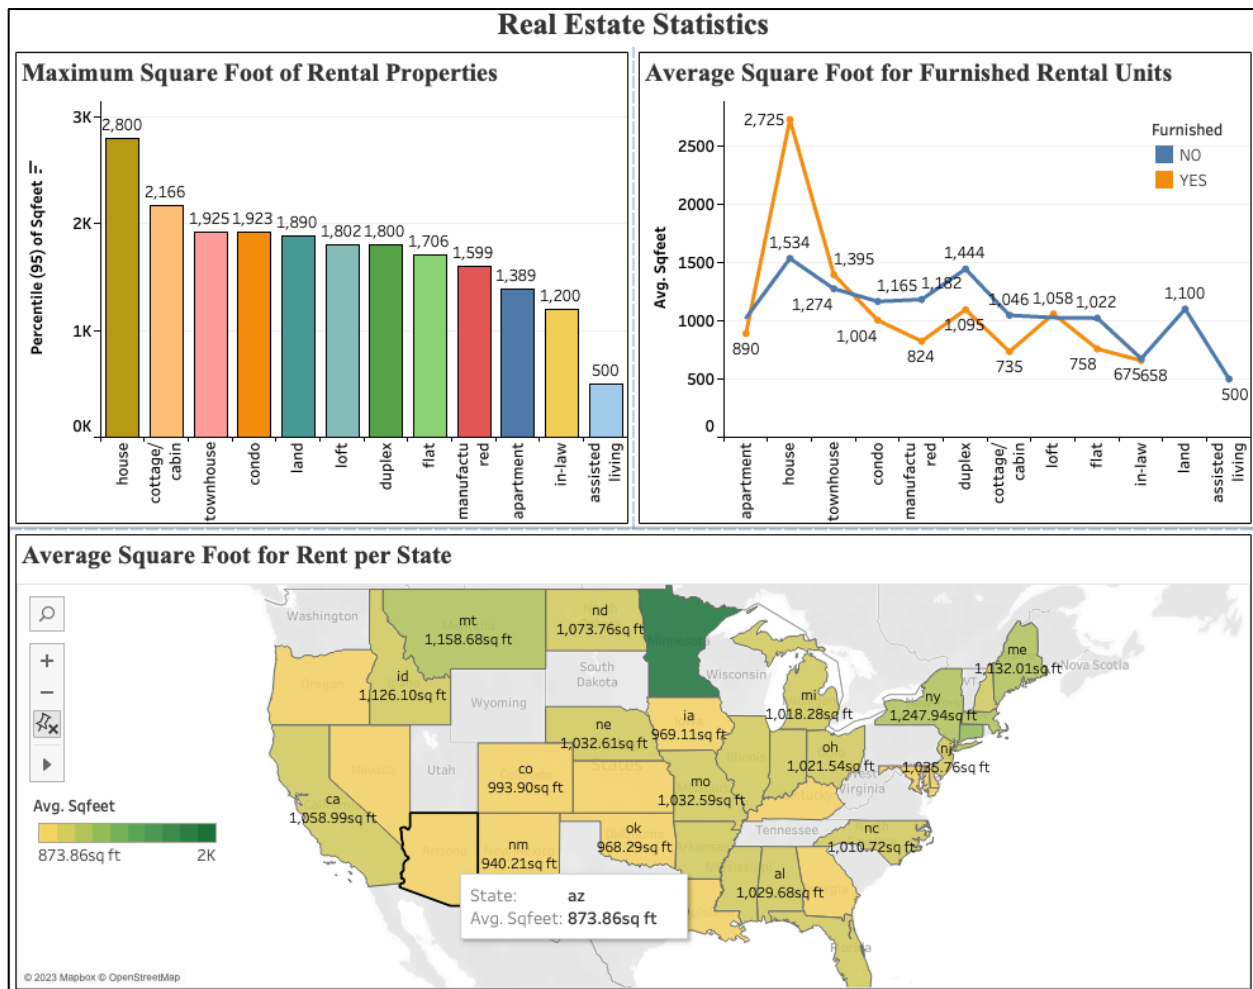 Real Estate Statistics
Maximum Square Foot of Rental Properties
Percentile (95) of Sqfeet
3K
2K
1K
0K
2,800
2,166
1,925
1,923
1,890
1,802
1,800
1,706
1,599
1,389
1,200
500
house
cottage/
cabin
townhouse
condo
land
loft
duplex
flat
manufactu
red
apartment
in-law
assisted
living
Average Square Foot for Furnished Rental Units
Avg. Sqfeet
2500
2000
1500
1000
500
0
Furnished
NO
YES
2,725
1,534
1,395
1,444
1,165
1,182
1,274
1,046
1,058
1,022
1,100
890
1,004
824
1,095
735
758
675
658
500
apartment
house
townhouse
condo
manufactu
red
duplex
cottage/
cabin
loft
flat
in-law
land
assisted
living
Average Square Foot for Rent per State
Washington
mt
1,158.68sq ft
nd
1,073.76sq ft
Minnesota
Oregon
id
1,126.10sq ft
South
Dakota
Wisconsin
Wyoming
me
1,132.01sq ft
Nova Scotia
VT.
mi
1,018.28sq ft
ny
1,247.94sq ft
ne
1,032.61sq ft
ia
969.11sq ft
Nevada
Utah
co
993.90sq ft
States
Illinois
oh
1,021.54sq ft
nj
1,035.76sq ft
ca
1,058.99sq ft
mo
1,032.59sq ft
West
Virginia
Kentucky
Arizona
nm
940.21sq ft
ok
968.29sq ft
Arkansas
Tennessee
nc
1,010.72sq ft
Mississippi
al
1,029.68sq ft
Georgia
Florida
State: az
Avg. Sqfeet: 873.86sq ft
Avg. Sqfeet
873.86sq ft
2K
© 2023 Mapbox © OpenStreetMap